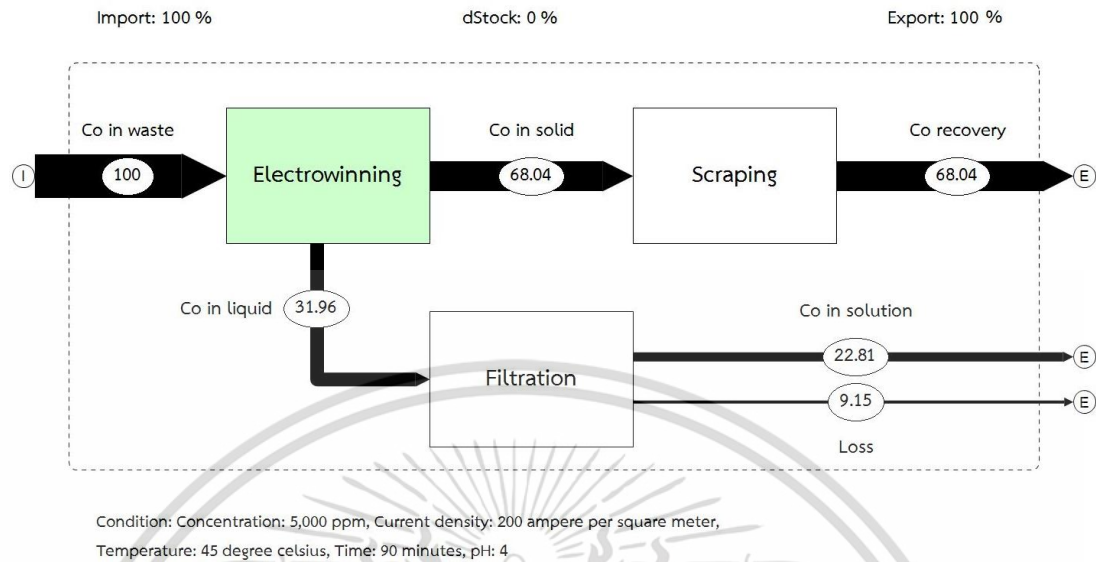 Import: 100 %
dStock: 0 %
Export: 100 %
Co in waste
Co in solid
Co recovery
I
100
Electrowinning
68.04
Scraping
68.04
E
Co in liquid
31.96
Co in solution
Filtration
22.81
E
9.15
E
Loss
Condition: Concentration: 5,000 ppm, Current density: 200 ampere per square meter,
Temperature: 45 degree celsius, Time: 90 minutes, pH: 4